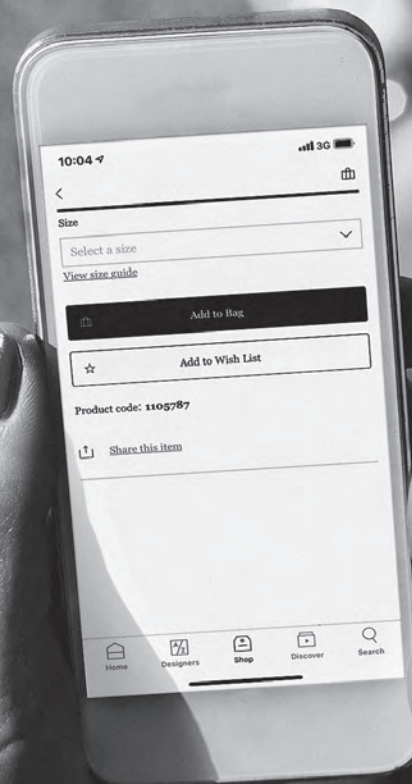 10:04
3G
Size
Select a size
View size guide
Add to Bag
Add to Wish List
Product code: 1105787
Share this item
A/Z
Home Designers Shop Discover Search